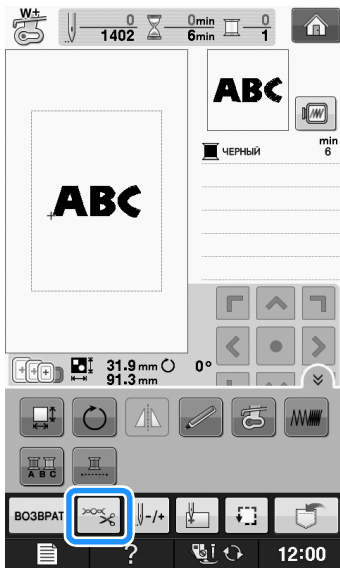 W+
0 0min 0
1402 6min 1
ABC
min
ЧЕРНЫЙ 6
ABC
31.9 mm 0°
91.3 mm
A B C
ВОЗВРАТ -/+
? 12:00